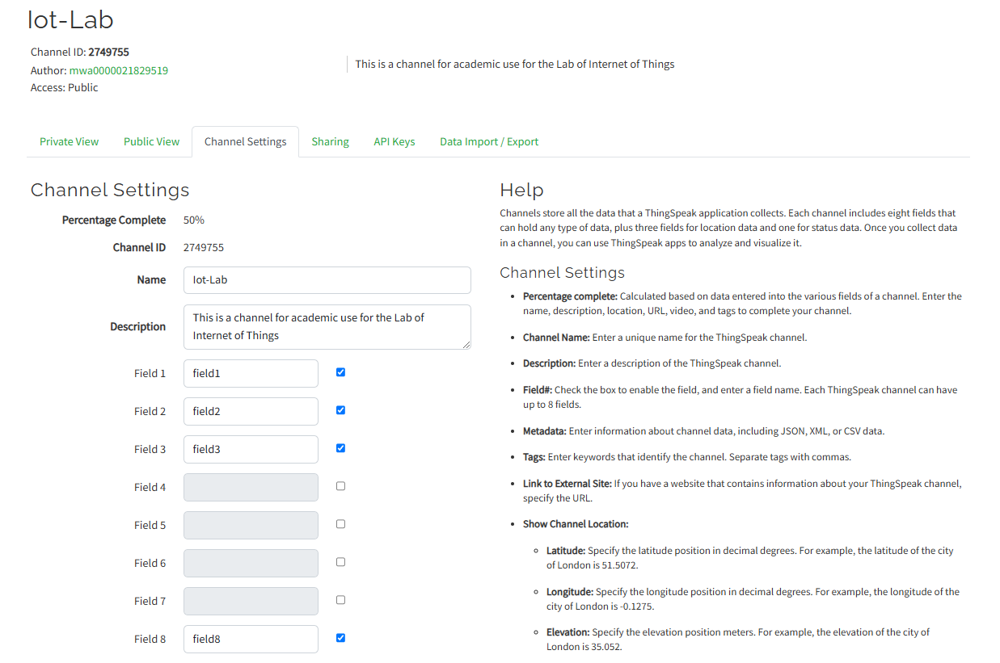 Iot-Lab
Channel ID: 2749755
Author: mwa0000021829519
Access: Public
This is a channel for academic use for the Lab of Internet of Things
Private View
Public View
Channel Settings
Sharing
API Keys
Data Import / Export
Channel Settings
Percentage Complete 50%
Channel ID 2749755
Name Iot-Lab
Description This is a channel for academic use for the Lab of
Internet of Things
Field 1 field1
Field 2 field2
Field 3 field3
Field 4
Field 5
Field 6
Field 7
Field 8 field8
Help
Channels store all the data that a ThingSpeak application collects. Each channel includes eight fields that
can hold any type of data, plus three fields for location data and one for status data. Once you collect data
in a channel, you can use ThingSpeak apps to analyze and visualize it.
Channel Settings
• Percentage complete: Calculated based on data entered into the various fields of a channel. Enter the
name, description, location, URL, video, and tags to complete your channel.
• Channel Name: Enter a unique name for the ThingSpeak channel.
• Description: Enter a description of the ThingSpeak channel.
• Field#: Check the box to enable the field, and enter a field name. Each ThingSpeak channel can have
up to 8 fields.
• Metadata: Enter information about channel data, including JSON, XML, or CSV data.
• Tags: Enter keywords that identify the channel. Separate tags with commas.
• Link to External Site: If you have a website that contains information about your ThingSpeak channel,
specify the URL.
• Show Channel Location:
◦ Latitude: Specify the latitude position in decimal degrees. For example, the latitude of the city
of London is 51.5072.
◦ Longitude: Specify the longitude position in decimal degrees. For example, the longitude of the
city of London is -0.1275.
◦ Elevation: Specify the elevation position meters. For example, the elevation of the city of
London is 35.052.